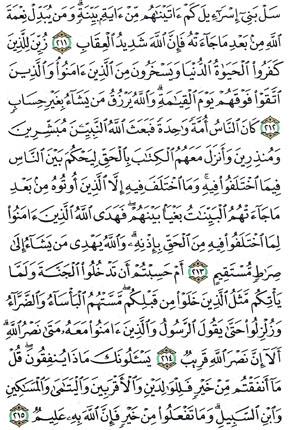 سَلْ بَنِىٓ إِسْرَٰٓءِيلَ كَمْ ءَاتَيْنَٰهُم مِّنْ ءَايَةٍۭ بَيِّنَةٍ ۗ وَمَن يُبَدِّلْ نِعْمَةَ
ٱللَّهِ مِنۢ بَعْدِ مَا جَآءَتْهُ فَإِنَّ ٱللَّهَ شَدِيدُ ٱلْعِقَابِ ٢١١ زُيِّنَ لِلَّذِينَ
كَفَرُوا۟ ٱلْحَيَوٰةُ ٱلدُّنْيَا وَيَسْخَرُونَ مِنَ ٱلَّذِينَ ءَامَنُوا۟ ۘ وَٱلَّذِينَ
ٱتَّقَوْا۟ فَوْقَهُمْ يَوْمَ ٱلْقِيَٰمَةِ ۗ وَٱللَّهُ يَرْزُقُ مَن يَشَآءُ بِغَيْرِ حِسَابٍ
٢١٢ كَانَ ٱلنَّاسُ أُمَّةً وَٰحِدَةً فَبَعَثَ ٱللَّهُ ٱلنَّبِيِّـۧنَ مُبَشِّرِينَ
وَمُنذِرِينَ وَأَنزَلَ مَعَهُمُ ٱلْكِتَٰبَ بِٱلْحَقِّ لِيَحْكُمَ بَيْنَ ٱلنَّاسِ
فِيمَا ٱخْتَلَفُوا۟ فِيهِ ۚ وَمَا ٱخْتَلَفَ فِيهِ إِلَّا ٱلَّذِينَ أُوتُوهُ مِنۢ بَعْدِ
مَا جَآءَتْهُمُ ٱلْبَيِّنَٰتُ بَغْيًۢا بَيْنَهُمْ ۖ فَهَدَى ٱللَّهُ ٱلَّذِينَ ءَامَنُوا۟
لِمَا ٱخْتَلَفُوا۟ فِيهِ مِنَ ٱلْحَقِّ بِإِذْنِهِۦ ۗ وَٱللَّهُ يَهْدِى مَن يَشَآءُ إِلَىٰ
صِرَٰطٍ مُّسْتَقِيمٍ ٢١٣ أَمْ حَسِبْتُمْ أَن تَدْخُلُوا۟ ٱلْجَنَّةَ وَلَمَّا
يَأْتِكُم مَّثَلُ ٱلَّذِينَ خَلَوْا۟ مِن قَبْلِكُم ۖ مَّسَّتْهُمُ ٱلْبَأْسَآءُ وَٱلضَّرَّآءُ
وَزُلْزِلُوا۟ حَتَّىٰ يَقُولَ ٱلرَّسُولُ وَٱلَّذِينَ ءَامَنُوا۟ مَعَهُۥ مَتَىٰ نَصْرُ ٱللَّهِ ۗ
أَلَآ إِنَّ نَصْرَ ٱللَّهِ قَرِيبٌ ٢١٤ يَسْـَٔلُونَكَ مَاذَا يُنفِقُونَ ۖ قُلْ
مَآ أَنفَقْتُم مِّنْ خَيْرٍ فَلِلْوَٰلِدَيْنِ وَٱلْأَقْرَبِينَ وَٱلْيَتَٰمَىٰ وَٱلْمَسَٰكِينِ
وَٱبْنِ ٱلسَّبِيلِ ۗ وَمَا تَفْعَلُوا۟ مِنْ خَيْرٍ فَإِنَّ ٱللَّهَ بِهِۦ عَلِيمٌ ٢١٥